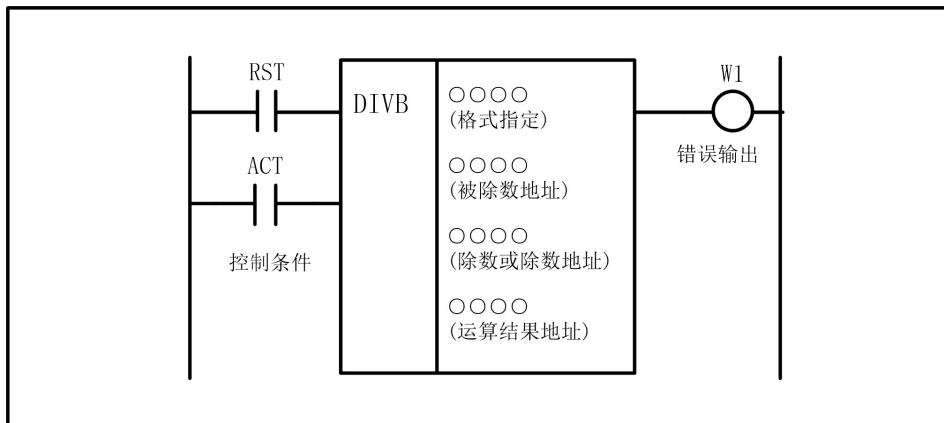 RST
DIVB
○○○○
(格式指定)
W1
错误输出
ACT
控制条件
○○○○
(被除数地址)
○○○○
(除数或除数地址)
○○○○
(运算结果地址)